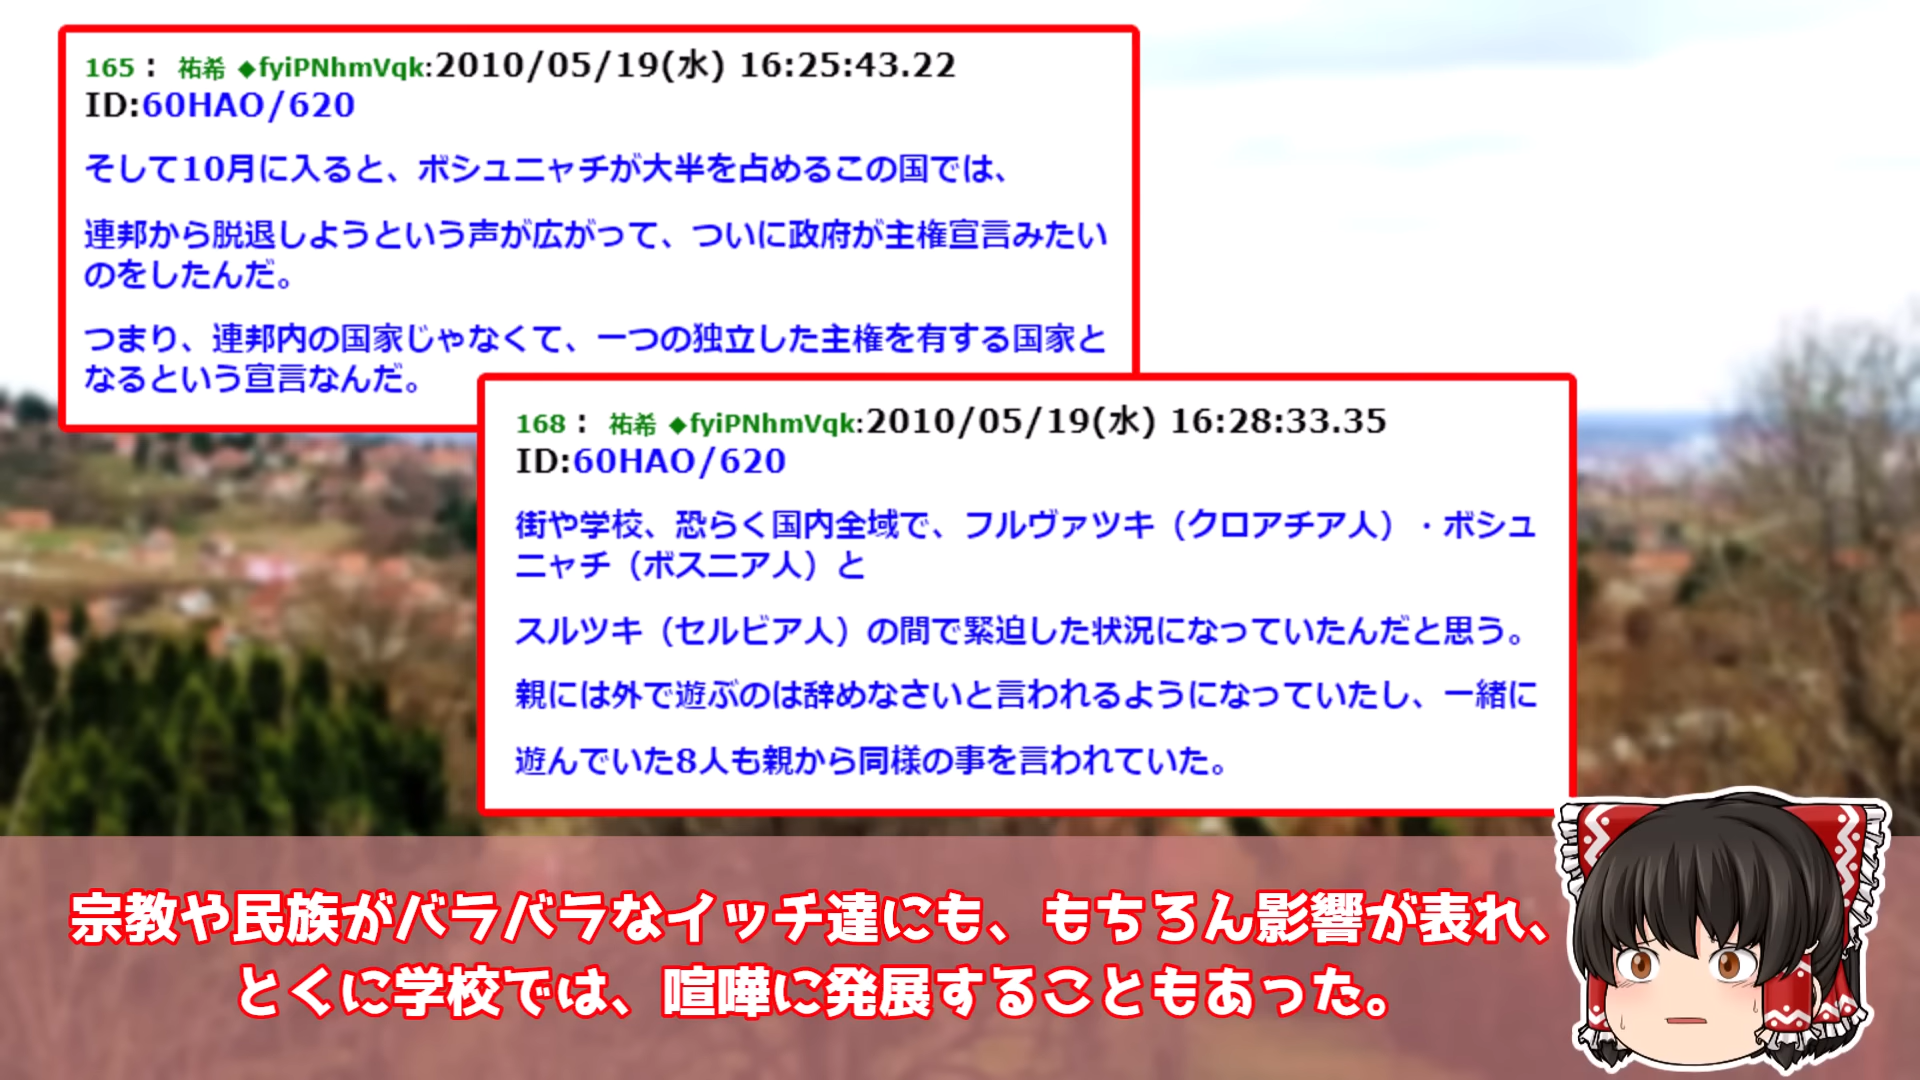 165： 祐希 ◆fyiPNhmVqk:2010/05/19(水) 16:25:43.22
ID:60HAO/620
そして10月に入ると、ボシュニャチが大半を占めるこの国では、
連邦から脱退しようという声が広がって、ついに政府が主権宣言みたい
のをしたんだ。
つまり、連邦内の国家じゃなくて、一つの独立した主権を有する国家と
なるという宣言なんだ。
168： 祐希 ◆fyiPNhmVqk:2010/05/19(水) 16:28:33.35
ID:60HAO/620
街や学校、恐らく国内全域で、フルヴァツキ（クロアチア人）・ボシュ
ニャチ（ボスニア人）と
スルツキ（セルビア人）の間で緊迫した状況になっていたんだと思う。
親には外で遊ぶのは辞めなさいと言われるようになっていたし、一緒に
遊んでいた8人も親から同様の事を言われていた。
宗教や民族がバラバラなイッチ達にも、もちろん影響が表れ、
とくに学校では、喧嘩に発展することもあった。